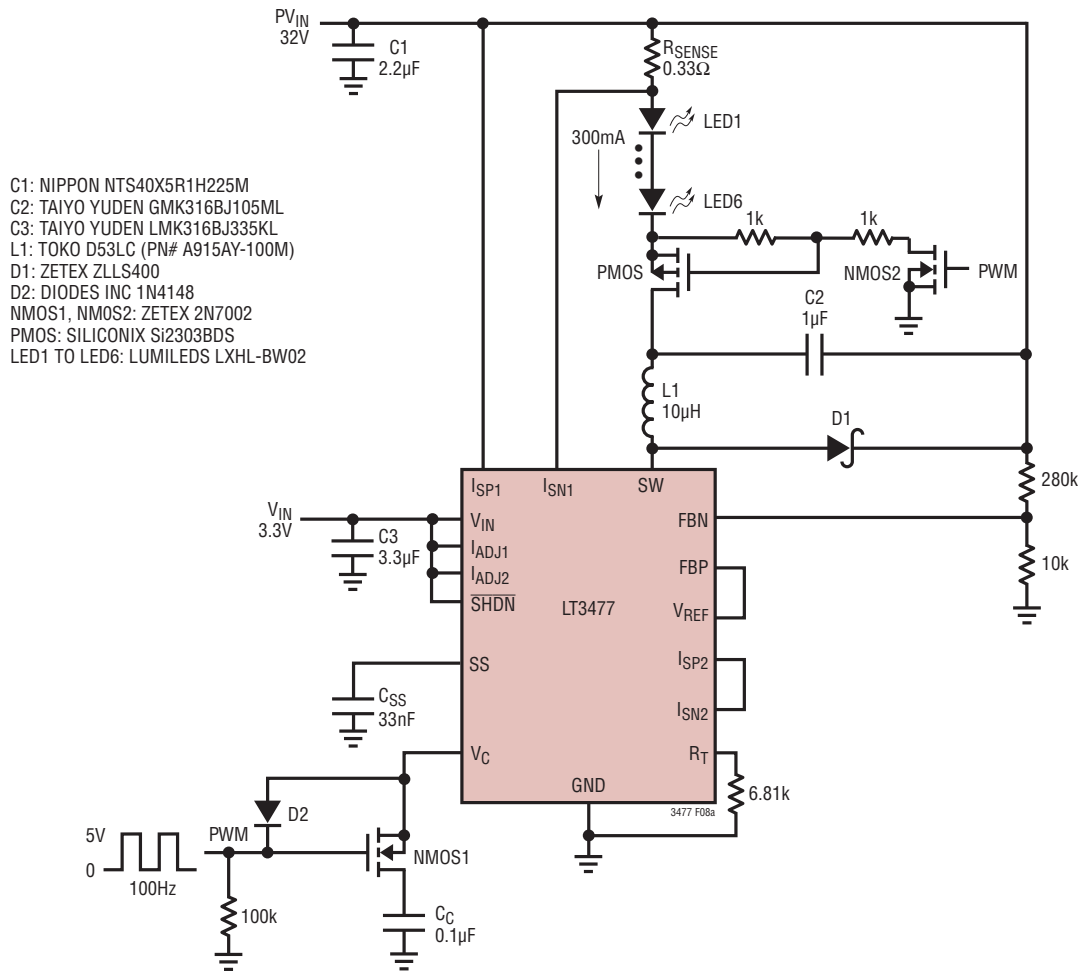 PVIN
32V
C1
2.2µF
RSENSE
0.33Ω
LED1
300mA
LED6
C1: NIPPON NTS40X5R1H225M
C2: TAIYO YUDEN GMK316BJ105ML
C3: TAIYO YUDEN LMK316BJ335KL
L1: TOKO D53LC (PN# A915AY-100M)
D1: ZETEX ZLLS400
D2: DIODES INC 1N4148
NMOS1, NM0S2: ZETEX 2N7002
PMOS: SILICONIX Si2303BDS
LED1 TO LED6: LUMILEDS LXHL-BW02
1k
1k
PMOS
NMOS2
PWM
C2
1µF
L1
10µH
D1
280k
10k
ISP1
ISN1
SW
VIN
3.3V
C3
3.3µF
VIN
IADJ1
IADJ2
SHDN
FBN
FBP
VREF
LT3477
ISP2
ISN2
SS
CSS
33nF
VC
RT
6.81k
GND
3477 F08a
D2
5V
0
100Hz
PWM
NMOS1
100k
CC
0.1µF